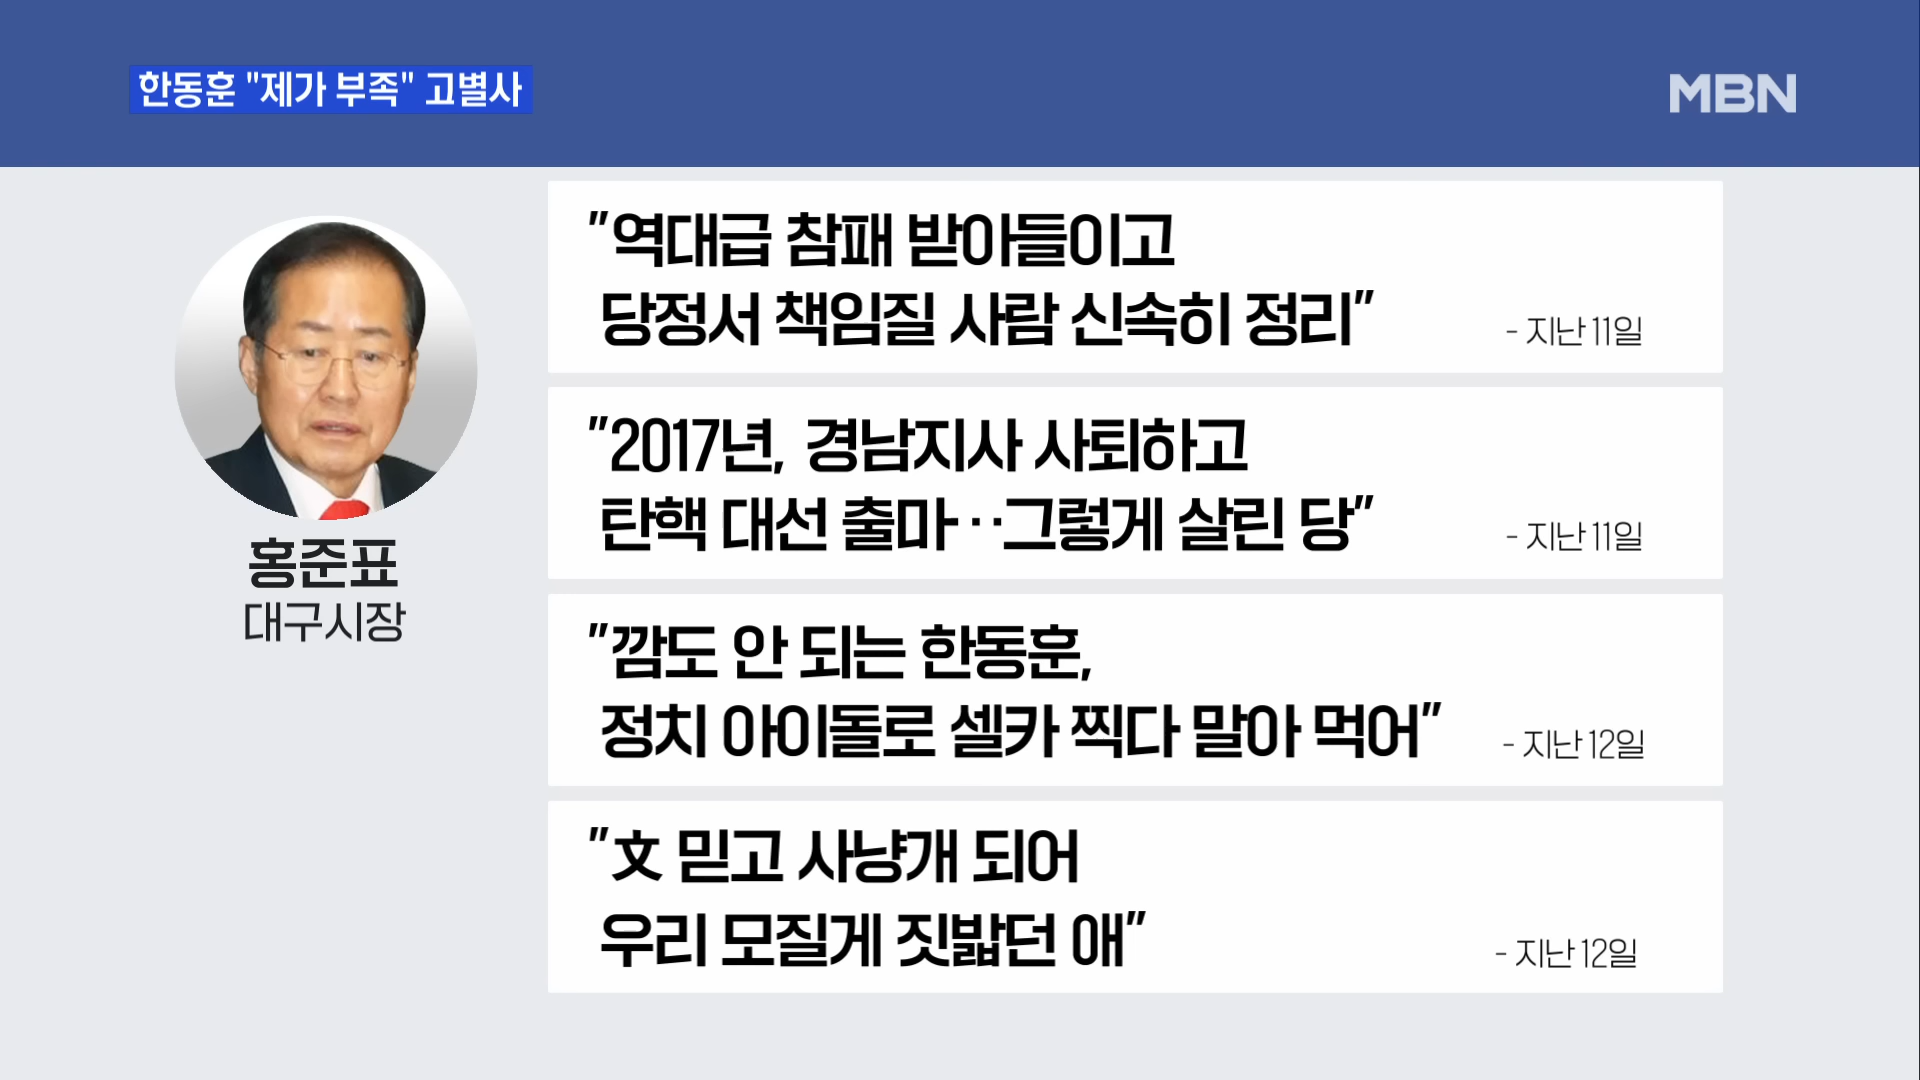 한동훈 "제가 부족" 고별사
MBN
"역대급 참패 받아들이고
당정서 책임질 사람 신속히 정리"
- 지난 11일
"2017년, 경남지사 사퇴하고
탄핵 대선 출마…그렇게 살린 당"
- 지난 11일
"깜도 안 되는 한동훈,
정치 아이돌로 셀카 찍다 말아 먹어"
- 지난 12일
"文 믿고 사냥개 되어
우리 모질게 짓밟던 애"
- 지난 12일
홍준표
대구시장